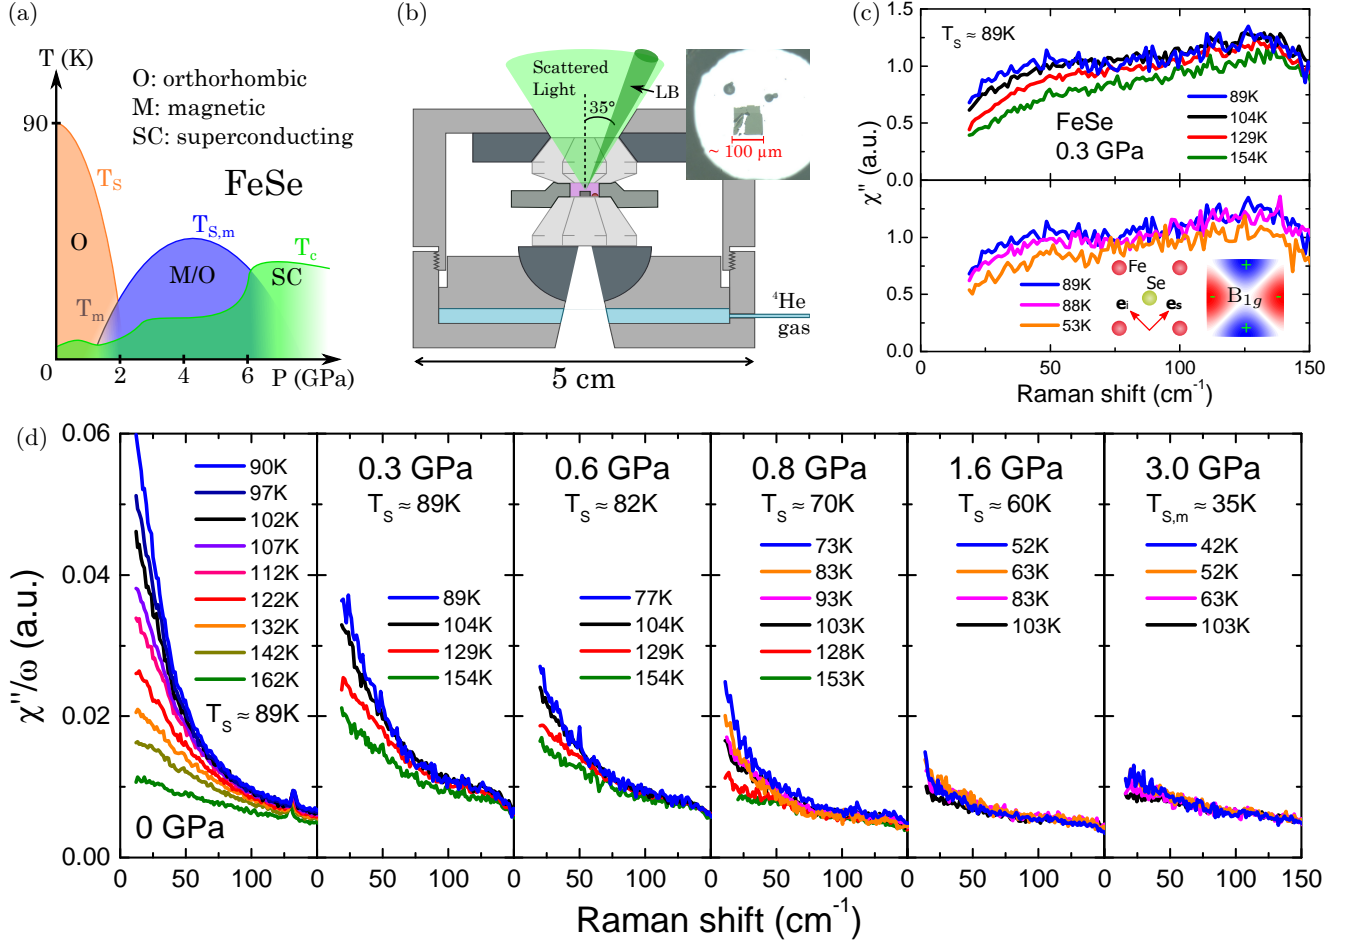 (a)
T (K)
O: orthorhombic
M: magnetic
SC: superconducting
90
T_S
FeSe
O
T_S,m
M/O
T_c
SC
T_m
0
2
4
6
P (GPa)
(b)
Scattered
Light
35°
LB
~ 100 µm
⁴He
gas
5 cm
(c)
T_S ≈ 89K
1.5
1.0
0.5
0.0
1.5
1.0
0.5
0.0
χ'' (a.u.)
89K
104K
129K
154K
FeSe
0.3 GPa
89K
88K
53K
Fe
Se
e_i
e_s
+
-
B_1g
-
+
0
50
100
150
Raman shift (cm⁻¹)
(d)
0.06
0.04
0.02
0.00
χ''/ω (a.u.)
90K
97K
102K
107K
112K
122K
132K
142K
162K
T_S ≈ 89K
0 GPa
0.3 GPa
T_S ≈ 89K
89K
104K
129K
154K
0.6 GPa
T_S ≈ 82K
77K
104K
129K
154K
0.8 GPa
T_S ≈ 70K
73K
83K
93K
103K
128K
153K
1.6 GPa
T_S ≈ 60K
52K
63K
83K
103K
3.0 GPa
T_S,m ≈ 35K
42K
52K
63K
103K
0 50 100 0 50 100 0 50 100 0 50 100 0 50 100 0 50 100 150
Raman shift (cm⁻¹)